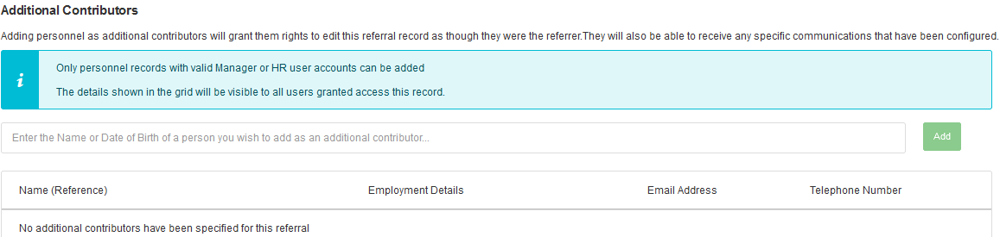 Additional Contributors
Adding personnel as additional contributors will grant them rights to edit this referral record as though they were the referrer.They will also be able to receive any specific communications that have been configured.
i
Only personnel records with valid Manager or HR user accounts can be added
The details shown in the grid will be visible to all users granted access this record.
Enter the Name or Date of Birth of a person you wish to add as an additional contributor... Add
Name (Reference) Employment Details Email Address Telephone Number
No additional contributors have been specified for this referral